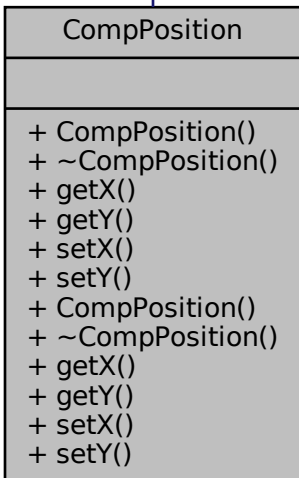 CompPosition
+ CompPosition()
+ ~CompPosition()
+ getX()
+ getY()
+ setX()
+ setY()
+ CompPosition()
+ ~CompPosition()
+ getX()
+ getY()
+ setX()
+ setY()